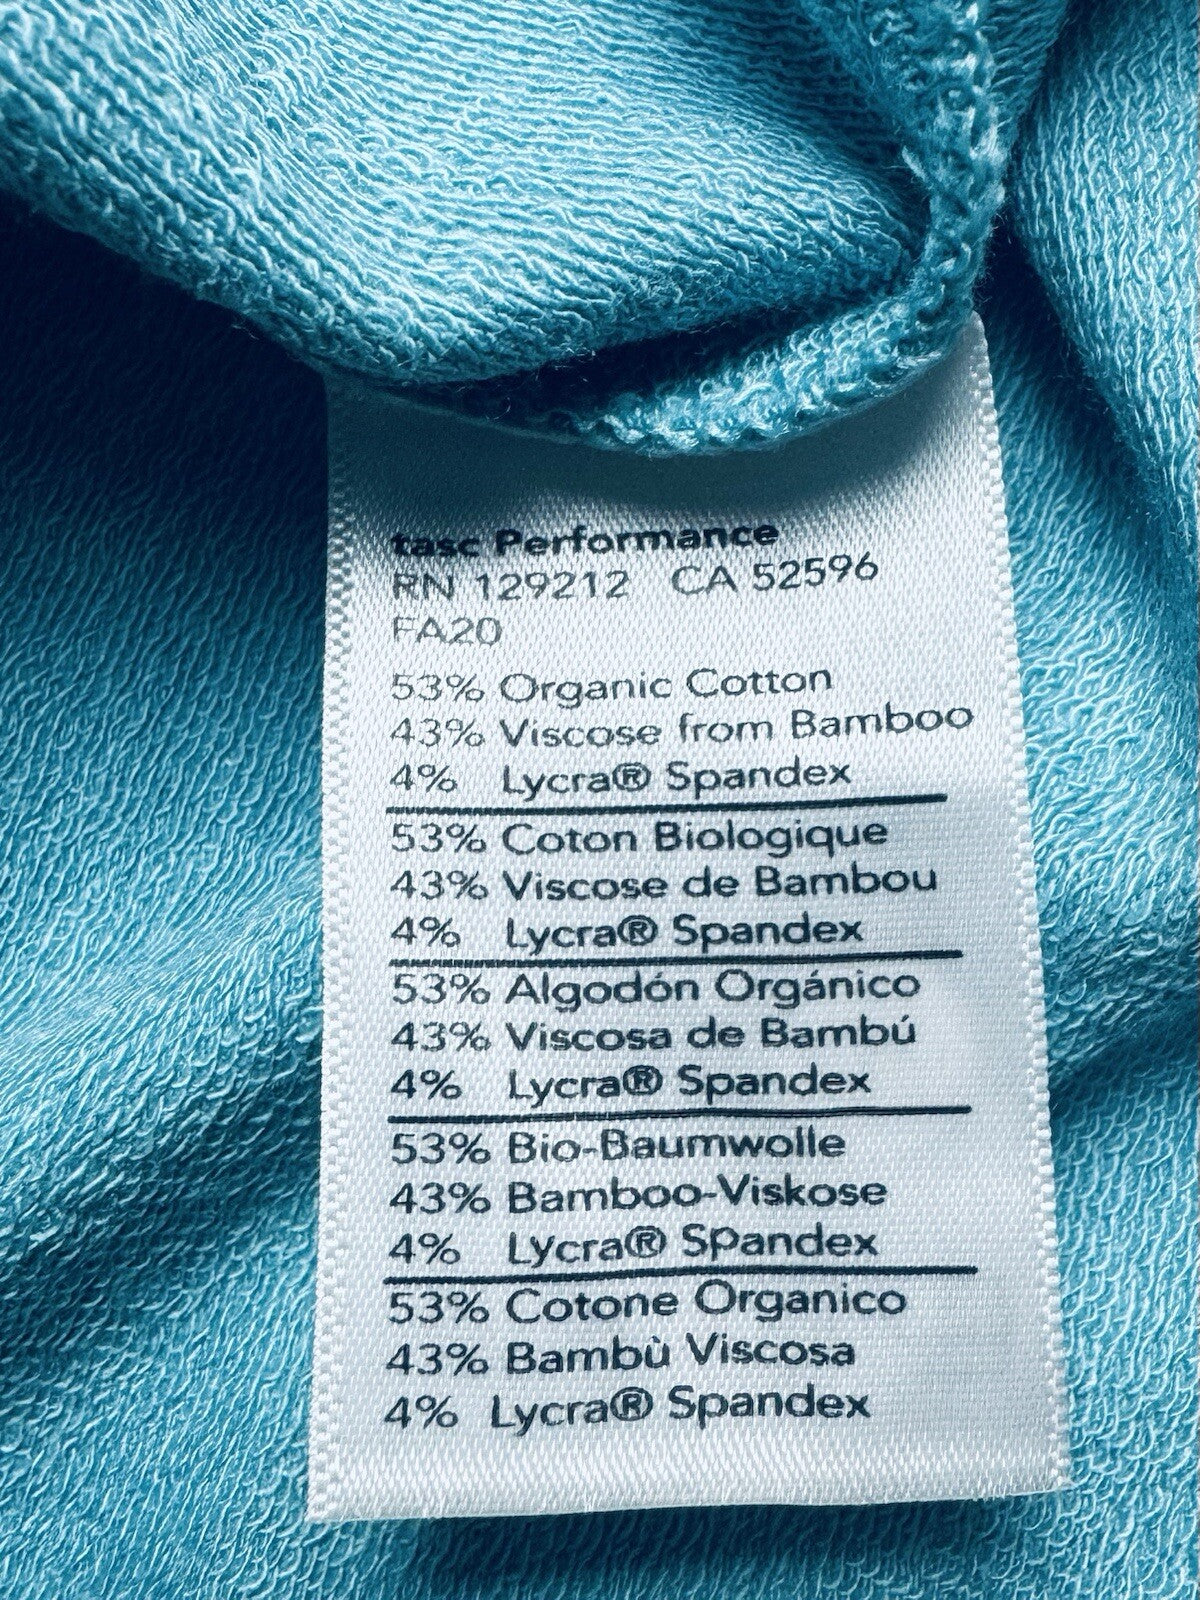 tasc Performance
RN 129212 CA 52596
FA20
53% Organic Cotton
43% Viscose from Bamboo
4% Lycra® Spandex
53% Coton Biologique
43% Viscose de Bambou
4% Lycra® Spandex
53% Algodón Orgánico
43% Viscosa de Bambú
4% Lycra® Spandex
53% Bio-Baumwolle
43% Bamboo-Viskose
4% Lycra® Spandex
53% Cotone Organico
43% Bambù Viscosa
4% Lycra® Spandex